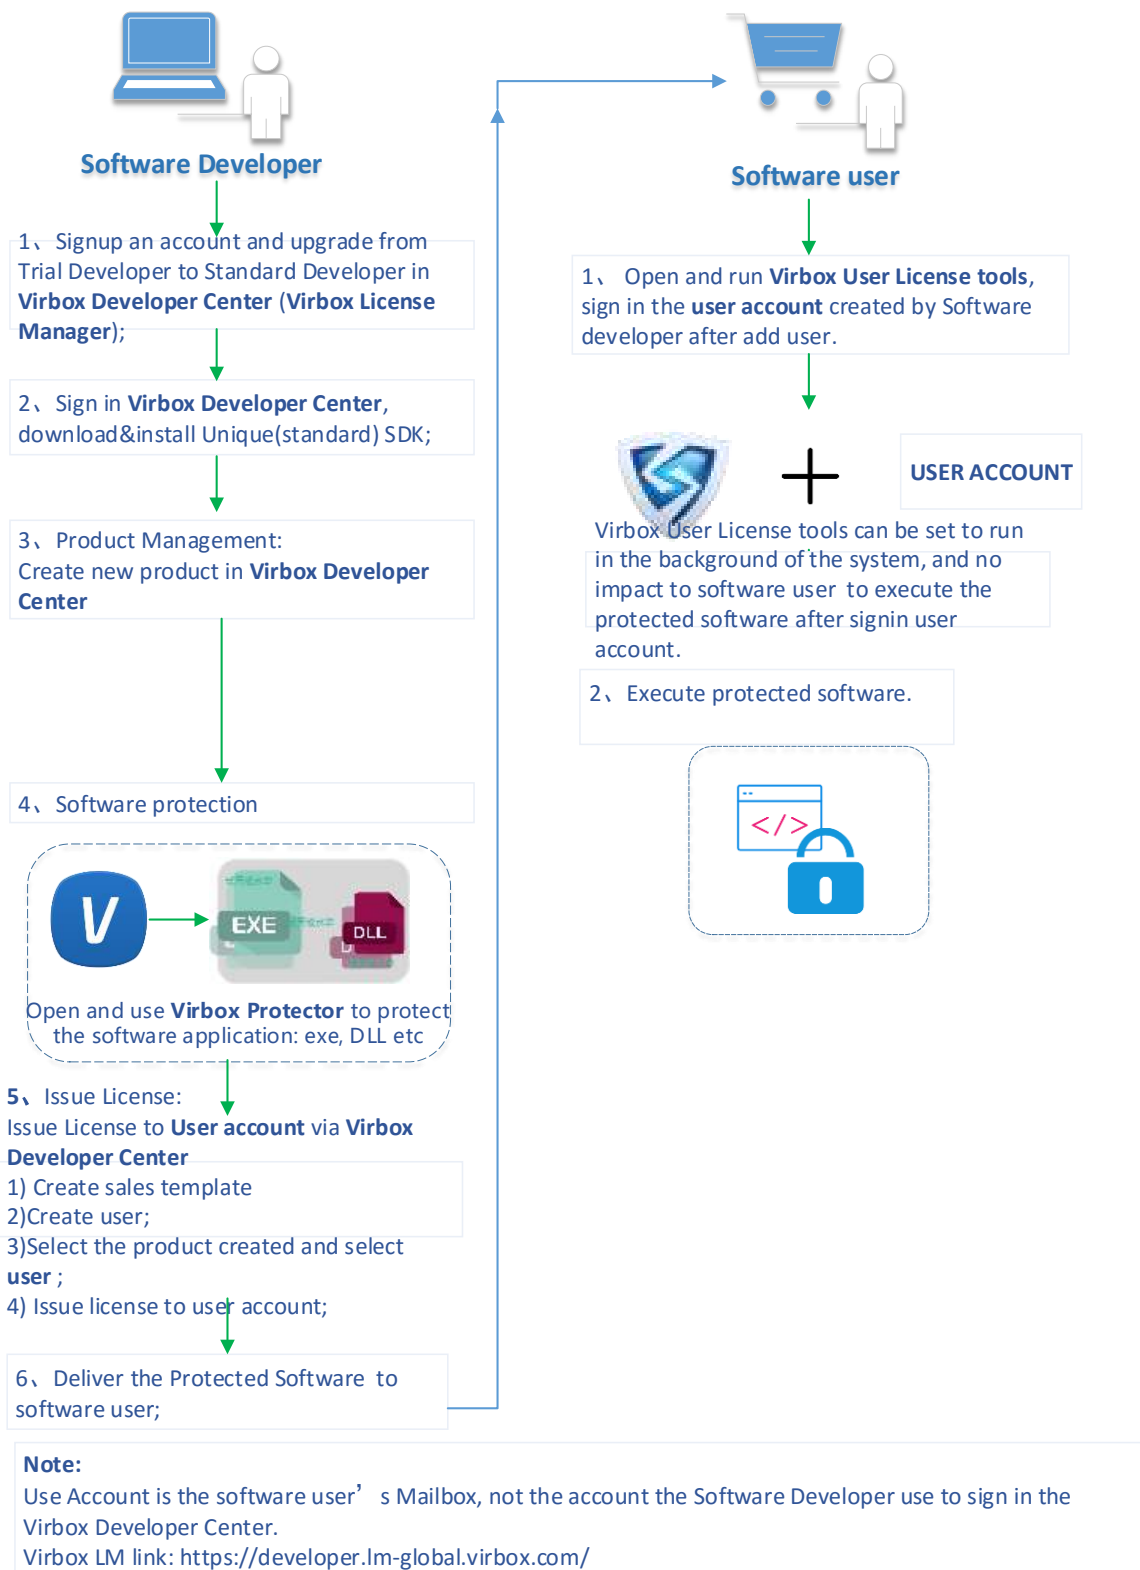 Software Developer
1、Signup an account and upgrade from
Trial Developer to Standard Developer in
Virbox Developer Center (Virbox License
Manager);
2、Sign in Virbox Developer Center,
download&install Unique(standard) SDK;
3、Product Management:
Create new product in Virbox Developer
Center
4、Software protection
V
EXE
DLL
Open and use Virbox Protector to protect
the software application: exe, DLL etc
5、Issue License:
Issue License to User account via Virbox
Developer Center
1) Create sales template
2)Create user;
3)Select the product created and select
user ;
4) Issue license to user account;
6、Deliver the Protected Software to
software user;
Software user
1、 Open and run Virbox User License tools,
sign in the user account created by Software
developer after add user.
USER ACCOUNT
Virbox User License tools can be set to run
in the background of the system, and no
impact to software user to execute the
protected software after signin user
account.
2、Execute protected software.
</>
Note:
Use Account is the software user’s Mailbox, not the account the Software Developer use to sign in the
Virbox Developer Center.
Virbox LM link: https://developer.lm-global.virbox.com/